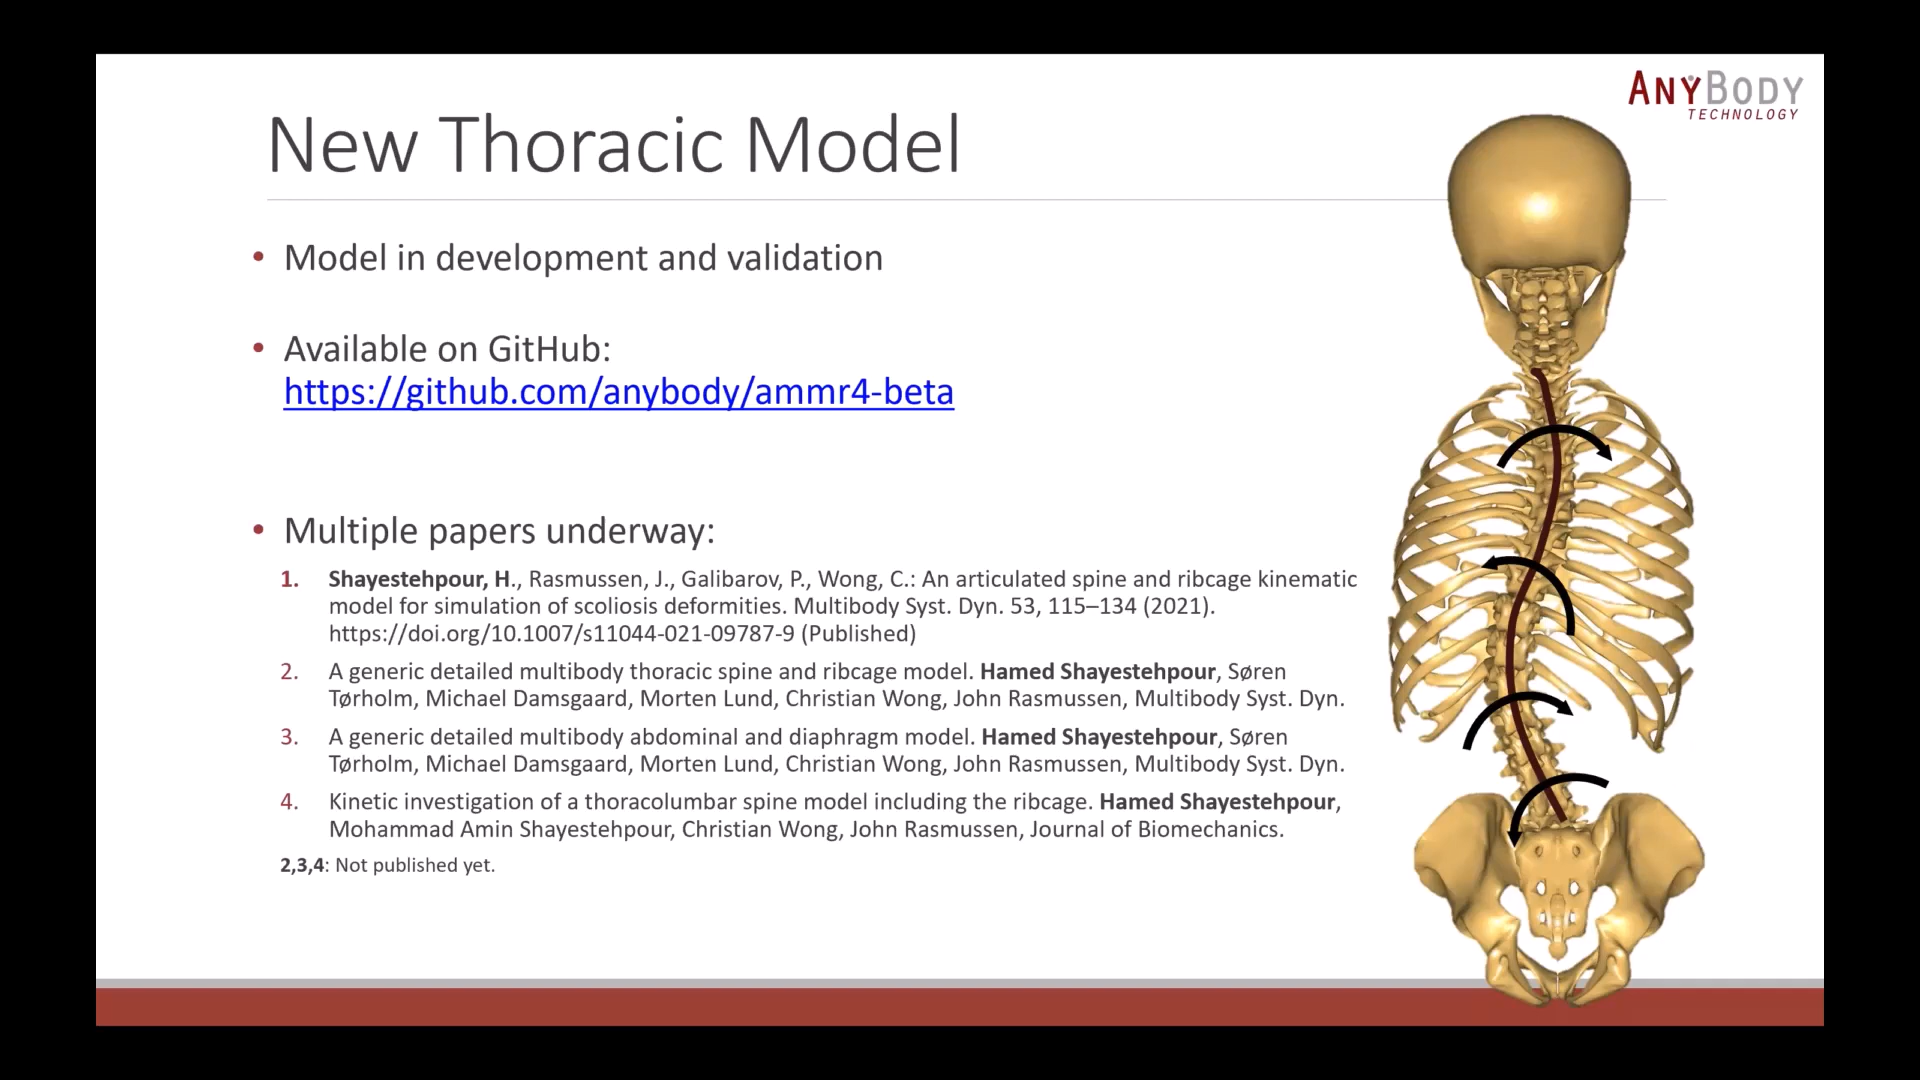 ANYBODY
TECHNOLOGY
New Thoracic Model
• Model in development and validation
• Available on GitHub:
https://github.com/anybody/ammr4-beta
• Multiple papers underway:
1. Shayestehpour, H., Rasmussen, J., Galibarov, P., Wong, C.: An articulated spine and ribcage kinematic
model for simulation of scoliosis deformities. Multibody Syst. Dyn. 53, 115–134 (2021).
https://doi.org/10.1007/s11044-021-09787-9 (Published)
2. A generic detailed multibody thoracic spine and ribcage model. Hamed Shayestehpour, Søren
Tørholm, Michael Damsgaard, Morten Lund, Christian Wong, John Rasmussen, Multibody Syst. Dyn.
3. A generic detailed multibody abdominal and diaphragm model. Hamed Shayestehpour, Søren
Tørholm, Michael Damsgaard, Morten Lund, Christian Wong, John Rasmussen, Multibody Syst. Dyn.
4. Kinetic investigation of a thoracolumbar spine model including the ribcage. Hamed Shayestehpour,
Mohammad Amin Shayestehpour, Christian Wong, John Rasmussen, Journal of Biomechanics.
2,3,4: Not published yet.